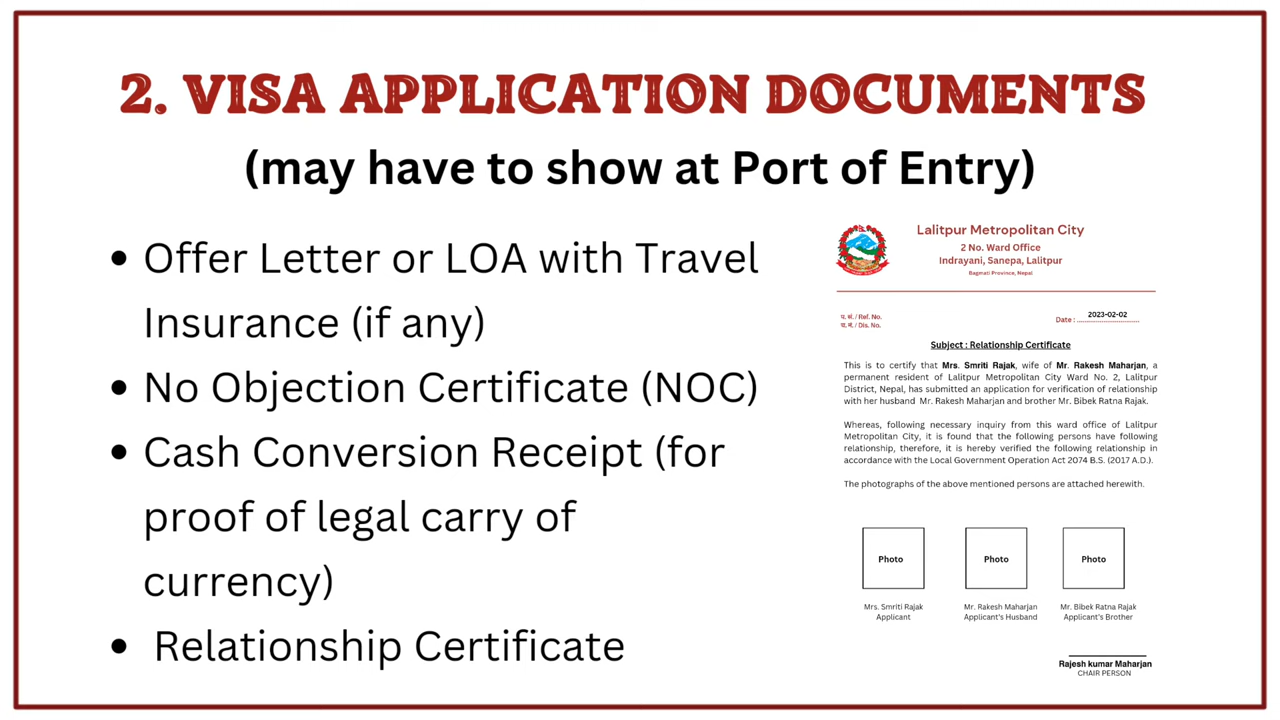 2. VISA APPLICATION DOCUMENTS
(may have to show at Port of Entry)
• Offer Letter or LOA with Travel
Insurance (if any)
• No Objection Certificate (NOC)
• Cash Conversion Receipt (for
proof of legal carry of
currency)
• Relationship Certificate
Lalitpur Metropolitan City
2 No. Ward Office
Indrayani, Sanepa, Lalitpur
Bagmati Province, Nepal
प. सं. / Ref. No.
च. नं. / Dis. No.
2023-02-02
Date : ..............................
Subject : Relationship Certificate
This is to certify that Mrs. Smriti Rajak, wife of Mr. Rakesh Maharjan, a
permanent resident of Lalitpur Metropolitan City Ward No. 2, Lalitpur
District, Nepal, has submitted an application for verification of relationship
with her husband Mr. Rakesh Maharjan and brother Mr. Bibek Ratna Rajak.
Whereas, following necessary inquiry from this ward office of Lalitpur
Metropolitan City, it is found that the following persons have following
relationship, therefore, it is hereby verified the following relationship in
accordance with the Local Government Operation Act 2074 B.S. (2017 A.D.).
The photographs of the above mentioned persons are attached herewith.
Photo Photo Photo
Mrs. Smriti Rajak Mr. Rakesh Maharjan Mr. Bibek Ratna Rajak
Applicant Applicant's Husband Applicant's Brother
Rajesh kumar Maharjan
CHAIR PERSON